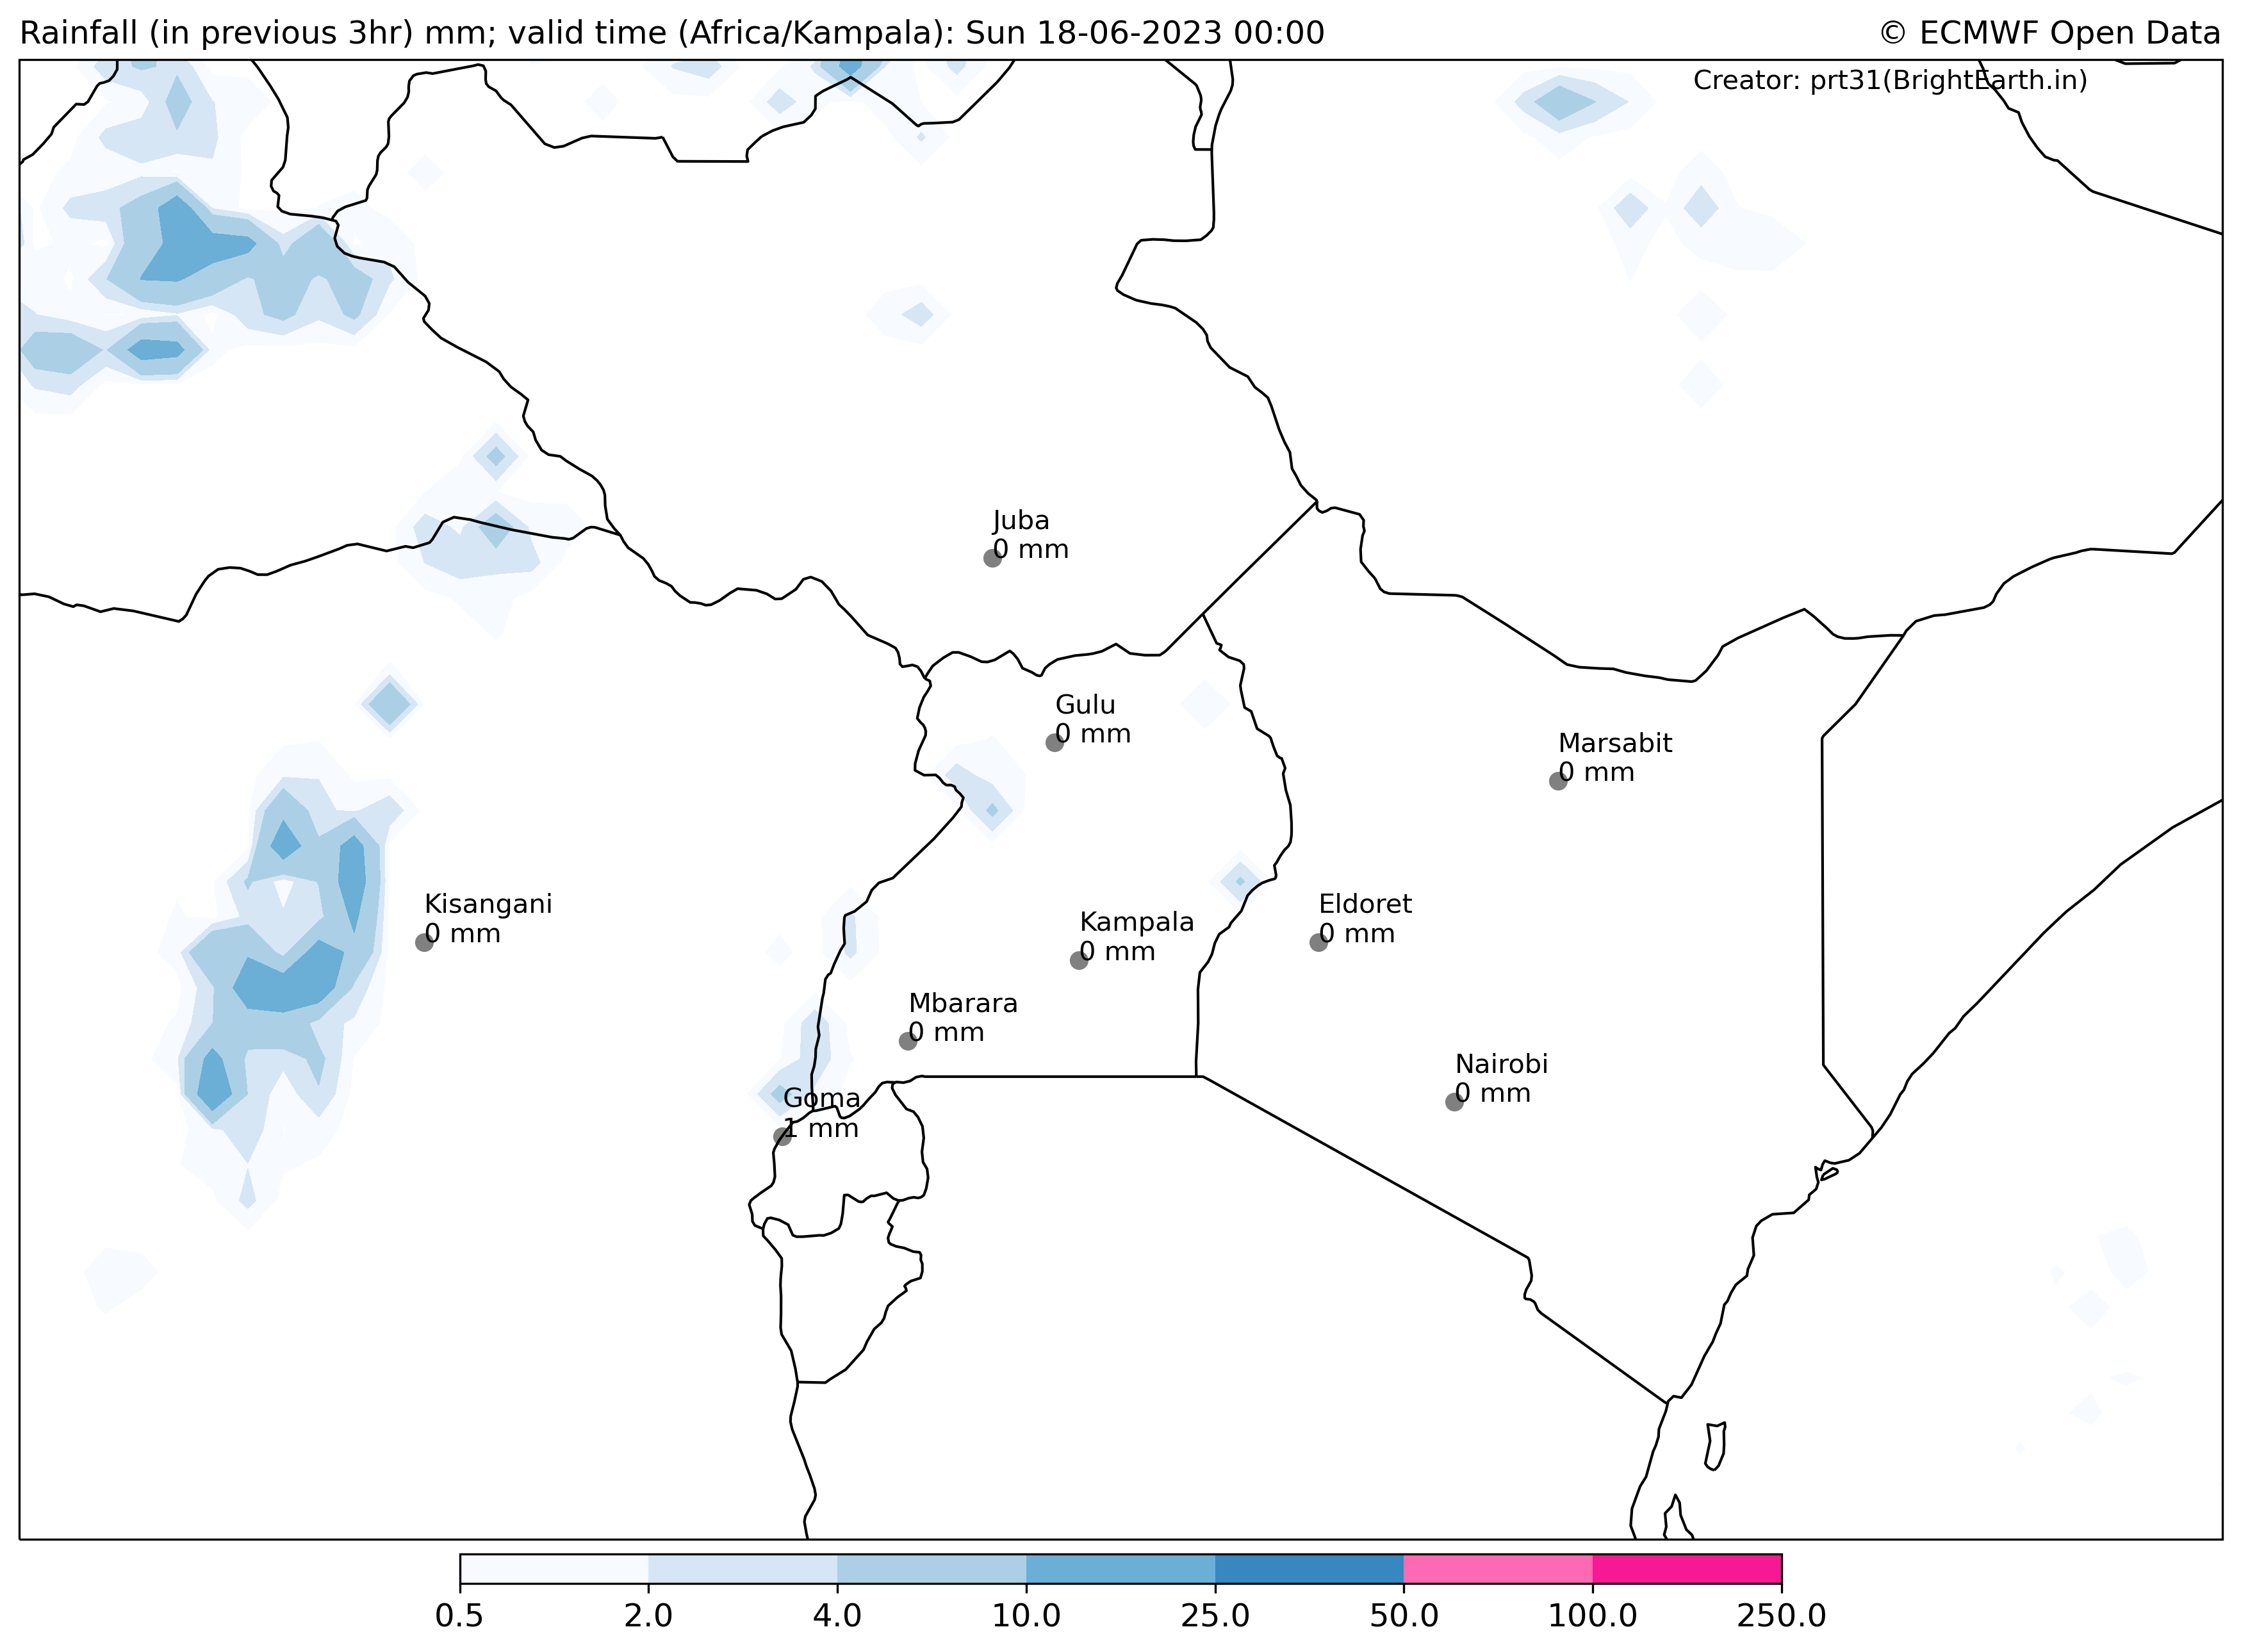 Rainfall (in previous 3hr) mm; valid time (Africa/Kampala): Sun 18-06-2023 00:00
© ECMWF Open Data
Creator: prt31(BrightEarth.in)
Juba
0 mm
Gulu
0 mm
Marsabit
0 mm
Kisangani
0 mm
Eldoret
0 mm
Kampala
0 mm
Mbarara
0 mm
Nairobi
0 mm
Goma
1 mm
0.5 2.0 4.0 10.0 25.0 50.0 100.0 250.0